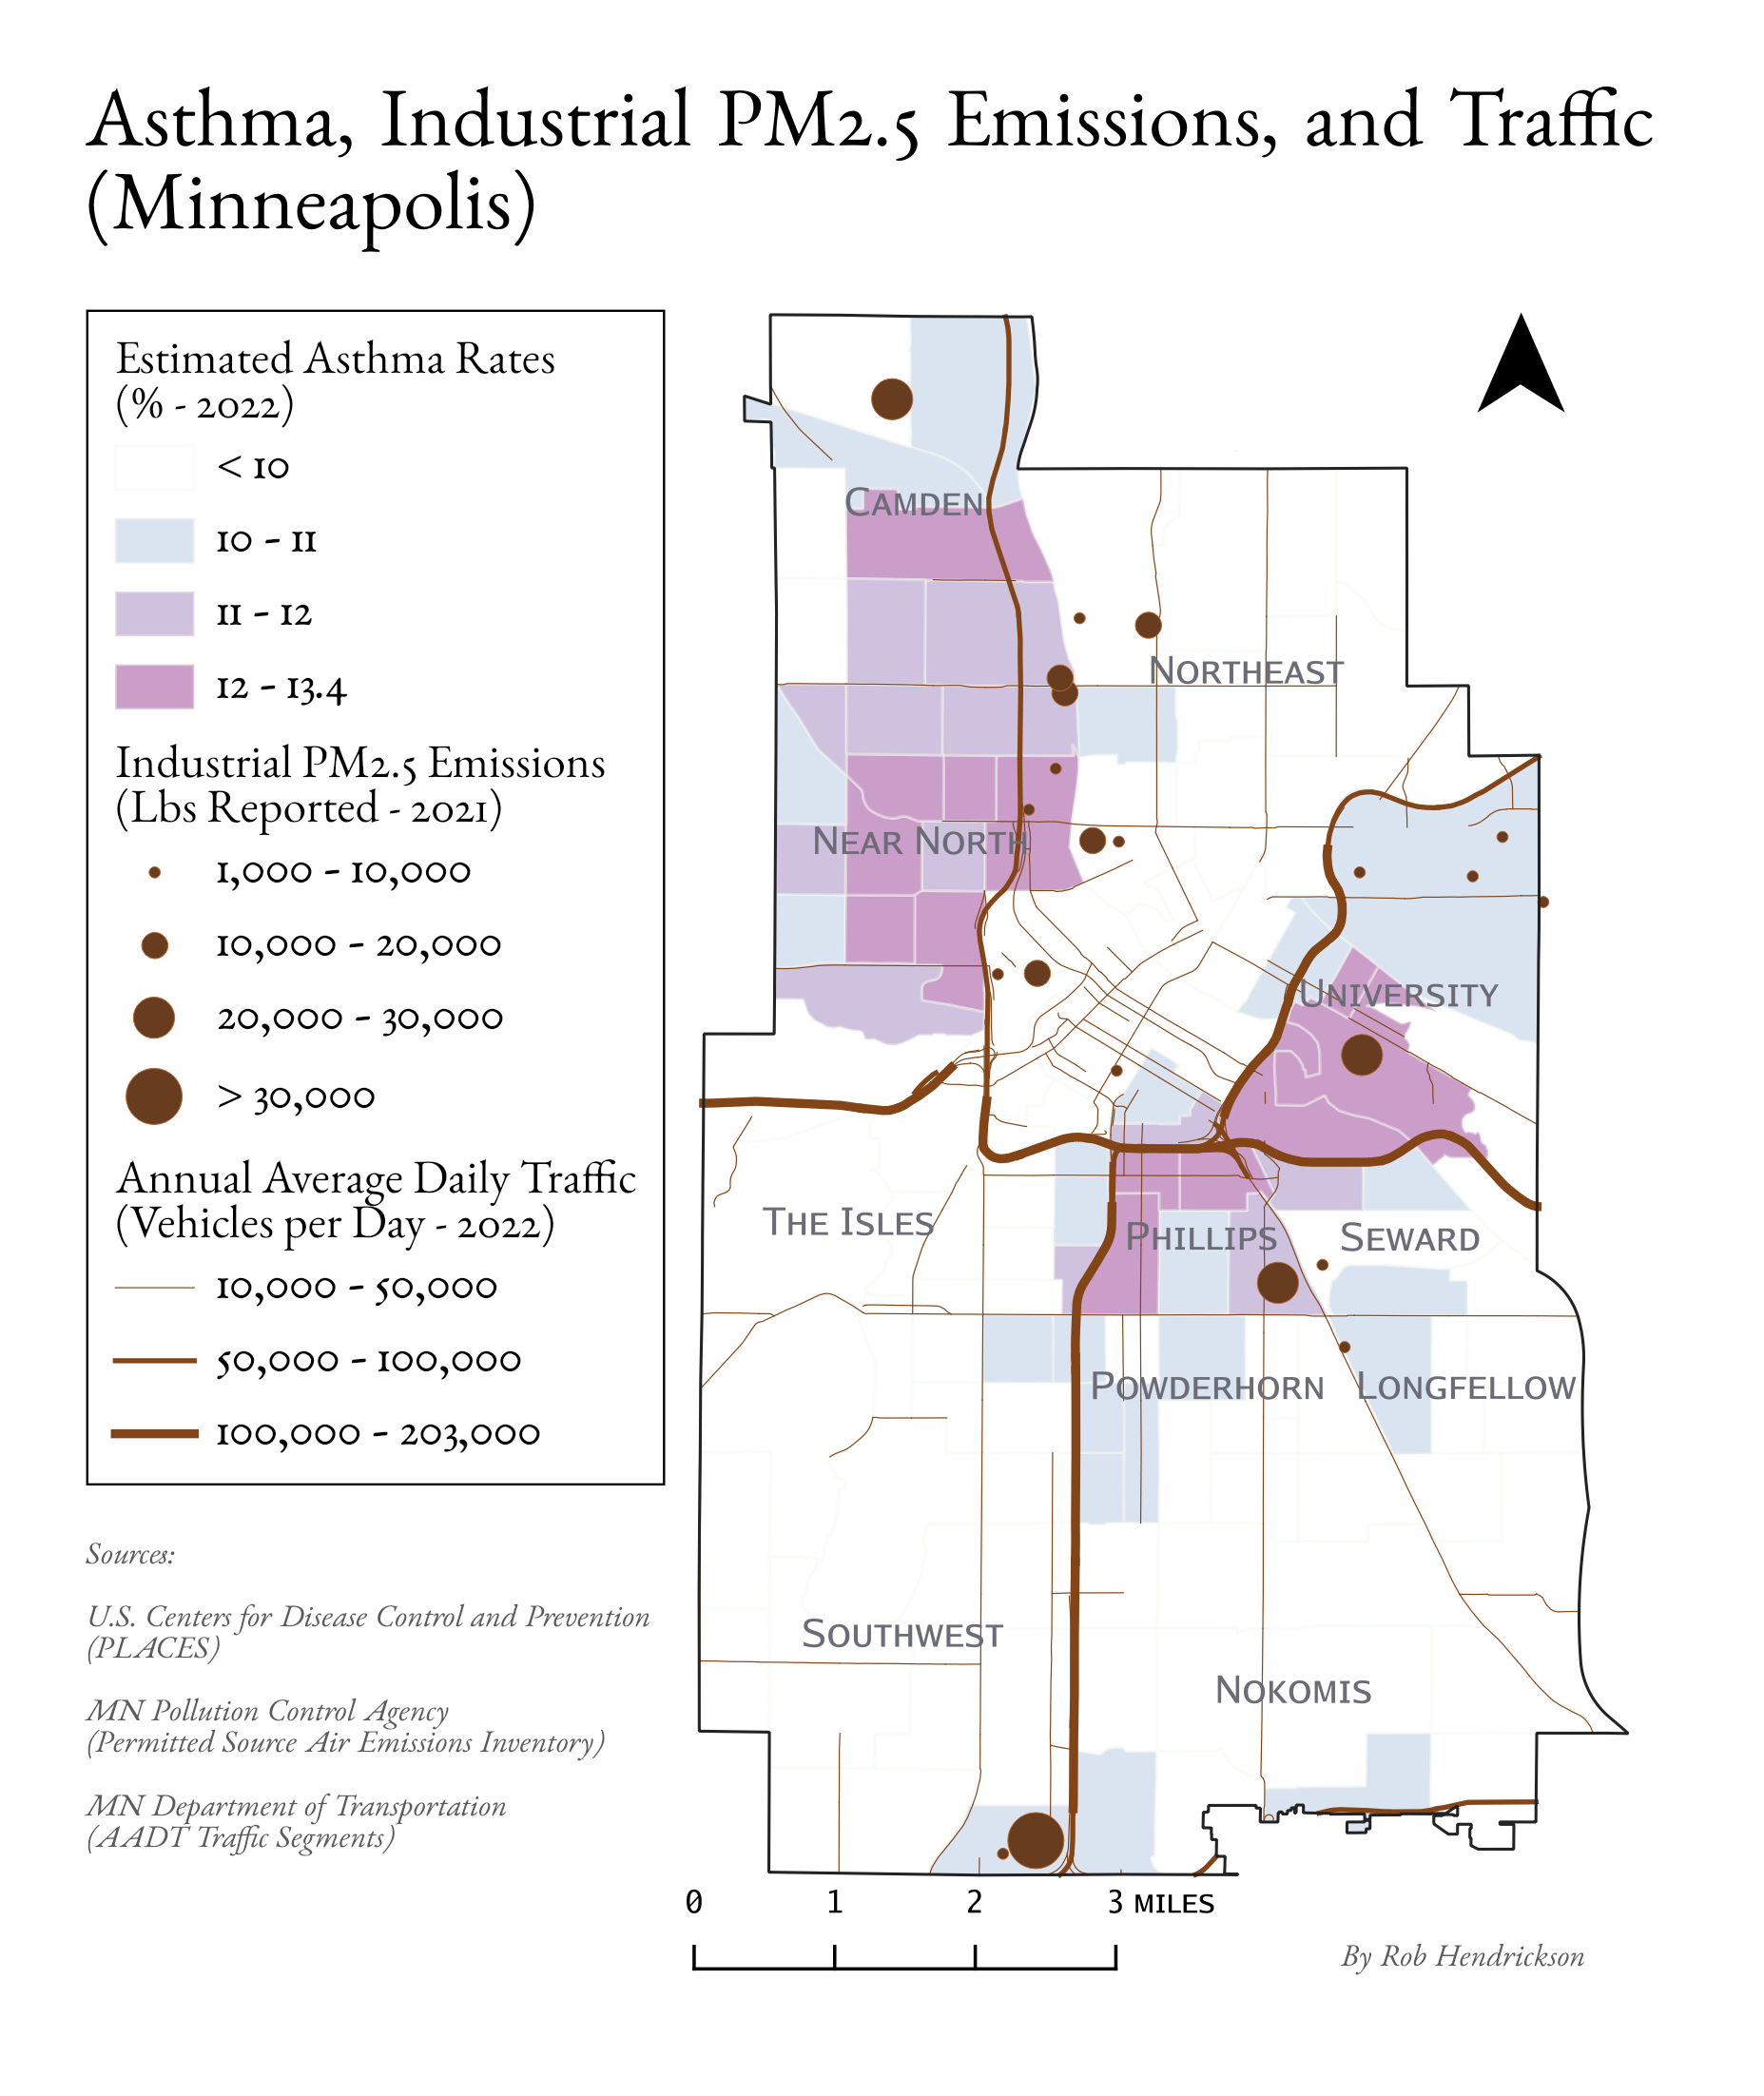 Asthma, Industrial PM2.5 Emissions, and Traffic
(Minneapolis)
Estimated Asthma Rates
(% - 2022)
< 10
10 - 11
11 - 12
12 - 13.4
Industrial PM2.5 Emissions
(Lbs Reported - 2021)
1,000 - 10,000
10,000 - 20,000
20,000 - 30,000
> 30,000
Annual Average Daily Traffic
(Vehicles per Day - 2022)
10,000 - 50,000
50,000 - 100,000
100,000 - 203,000
Sources:
U.S. Centers for Disease Control and Prevention
(PLACES)
MN Pollution Control Agency
(Permitted Source Air Emissions Inventory)
MN Department of Transportation
(AADT Traffic Segments)
Camden
Northeast
Near North
University
The Isles
Phillips
Seward
Powderhorn
Longfellow
Southwest
Nokomis
0 1 2 3 MILES
By Rob Hendrickson